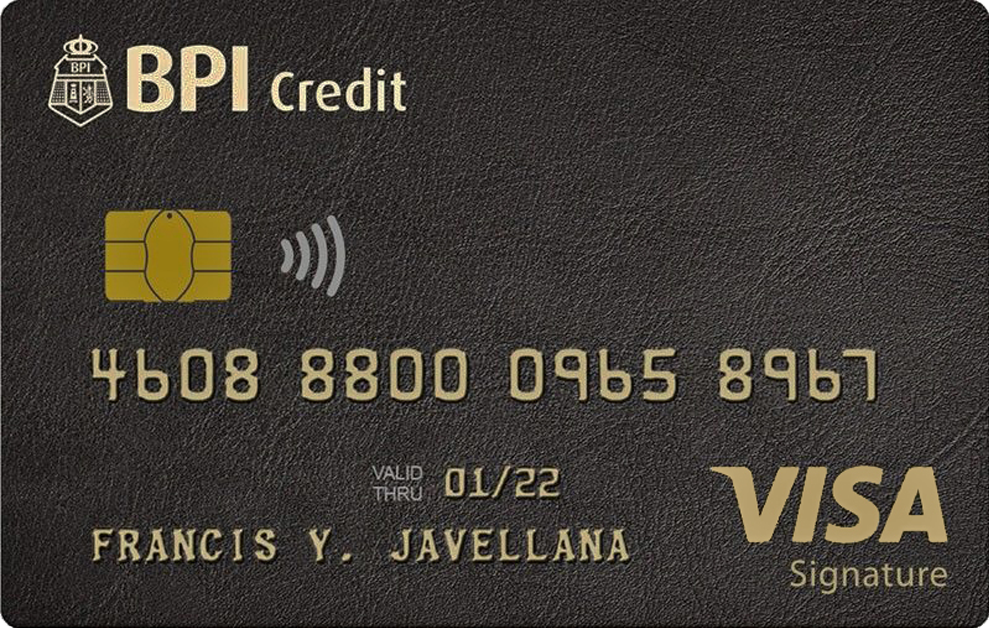 BPI
BPI Credit
4608 8800 0965 8967
VALID THRU 01/22
FRANCIS Y. JAVELLANA
VISA
Signature